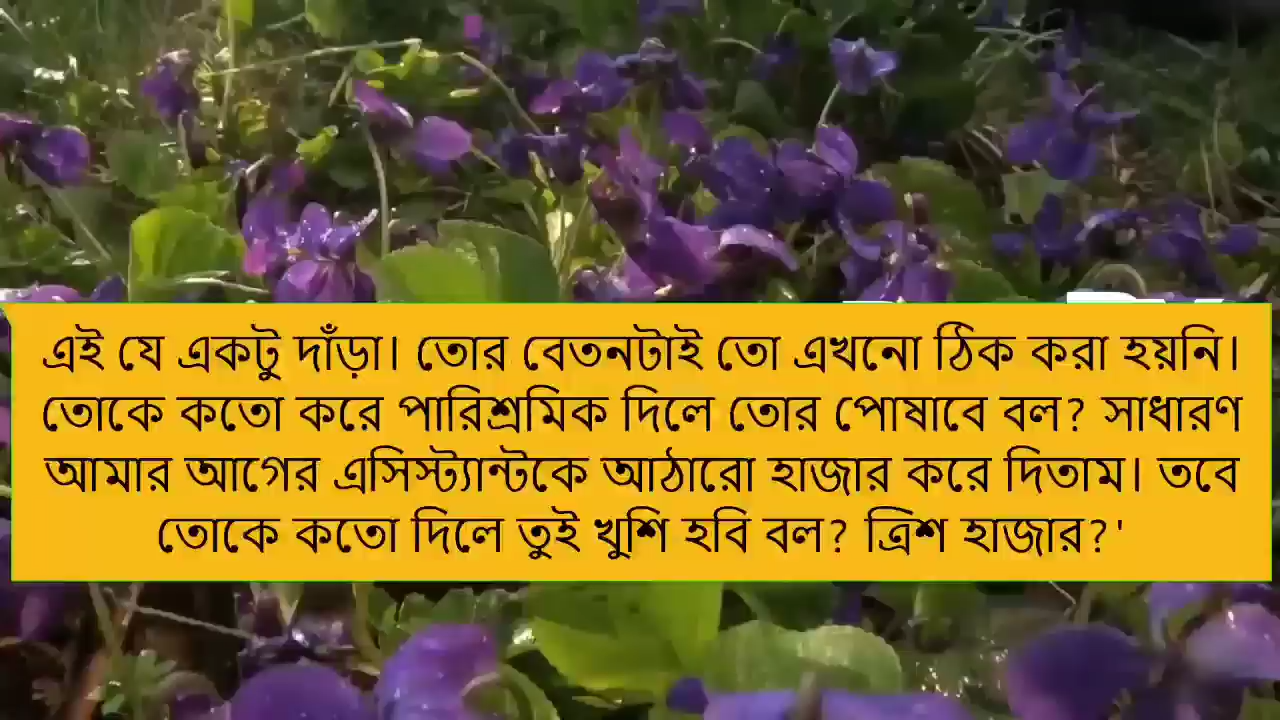 এই যে একটু দাঁড়া। তোর বেতনটাই তো এখনো ঠিক করা হয়নি।
তোকে কতো করে পারিশ্রমিক দিলে তোর পোষাবে বল? সাধারণ
আমার আগের এসিস্ট্যান্টকে আঠারো হাজার করে দিতাম। তবে
তোকে কতো দিলে তুই খুশি হবি বল? ত্রিশ হাজার?'